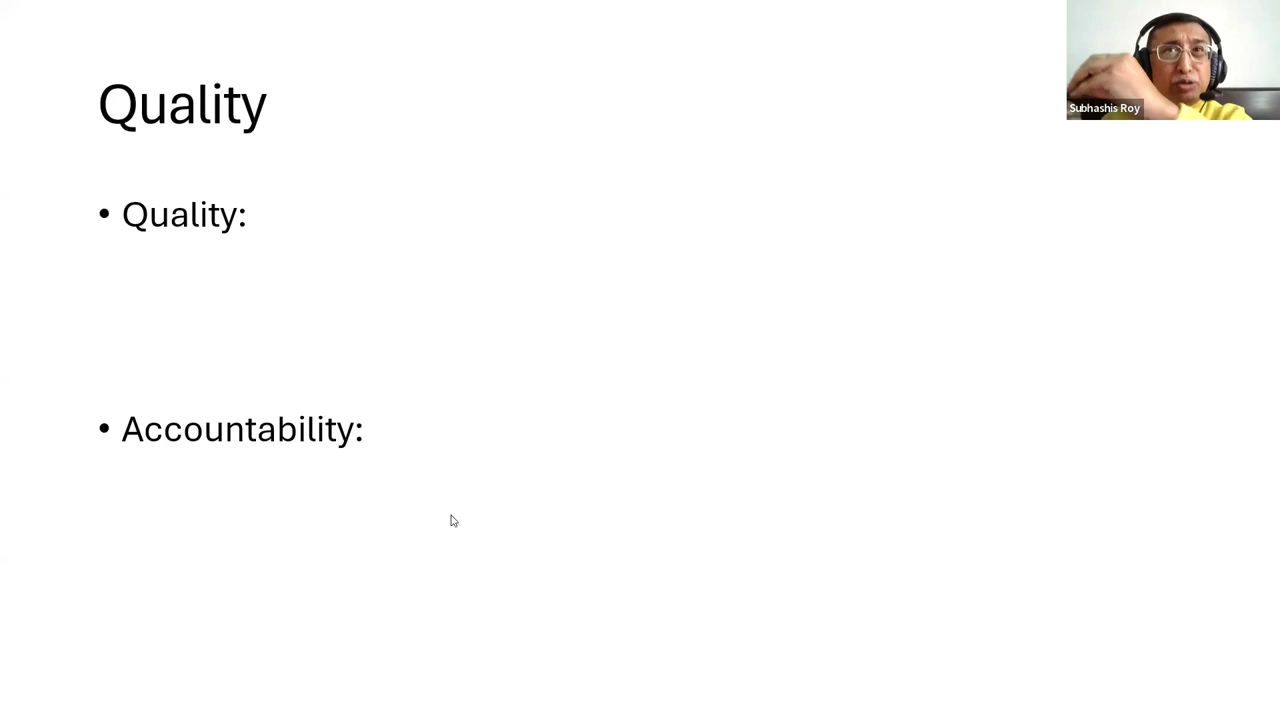 Quality
• Quality:
• Accountability:
Subhashis Roy